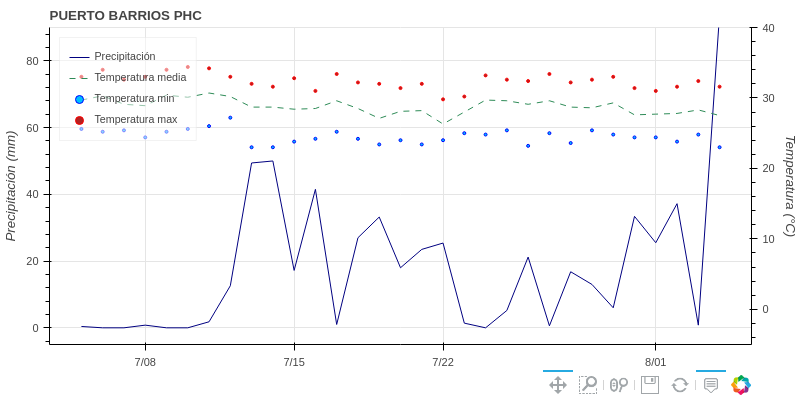 PUERTO BARRIOS PHC
Precipitación
Temperatura media
Temperatura min
Temperatura max
Precipitación (mm)
80
60
40
20
0
Temperatura (°C)
40
30
20
10
0
7/08
7/15
7/22
8/01